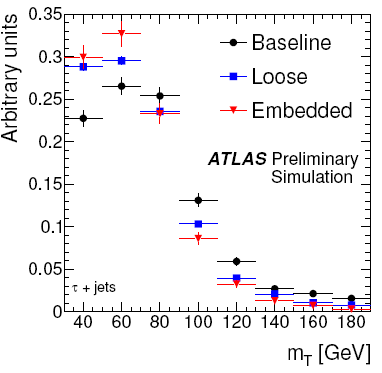 Arbitrary units
0.35
0.3
0.25
0.2
0.15
0.1
0.05
0
Baseline
Loose
Embedded
ATLAS Preliminary
Simulation
τ + jets
40 60 80 100 120 140 160 180
m_T [GeV]